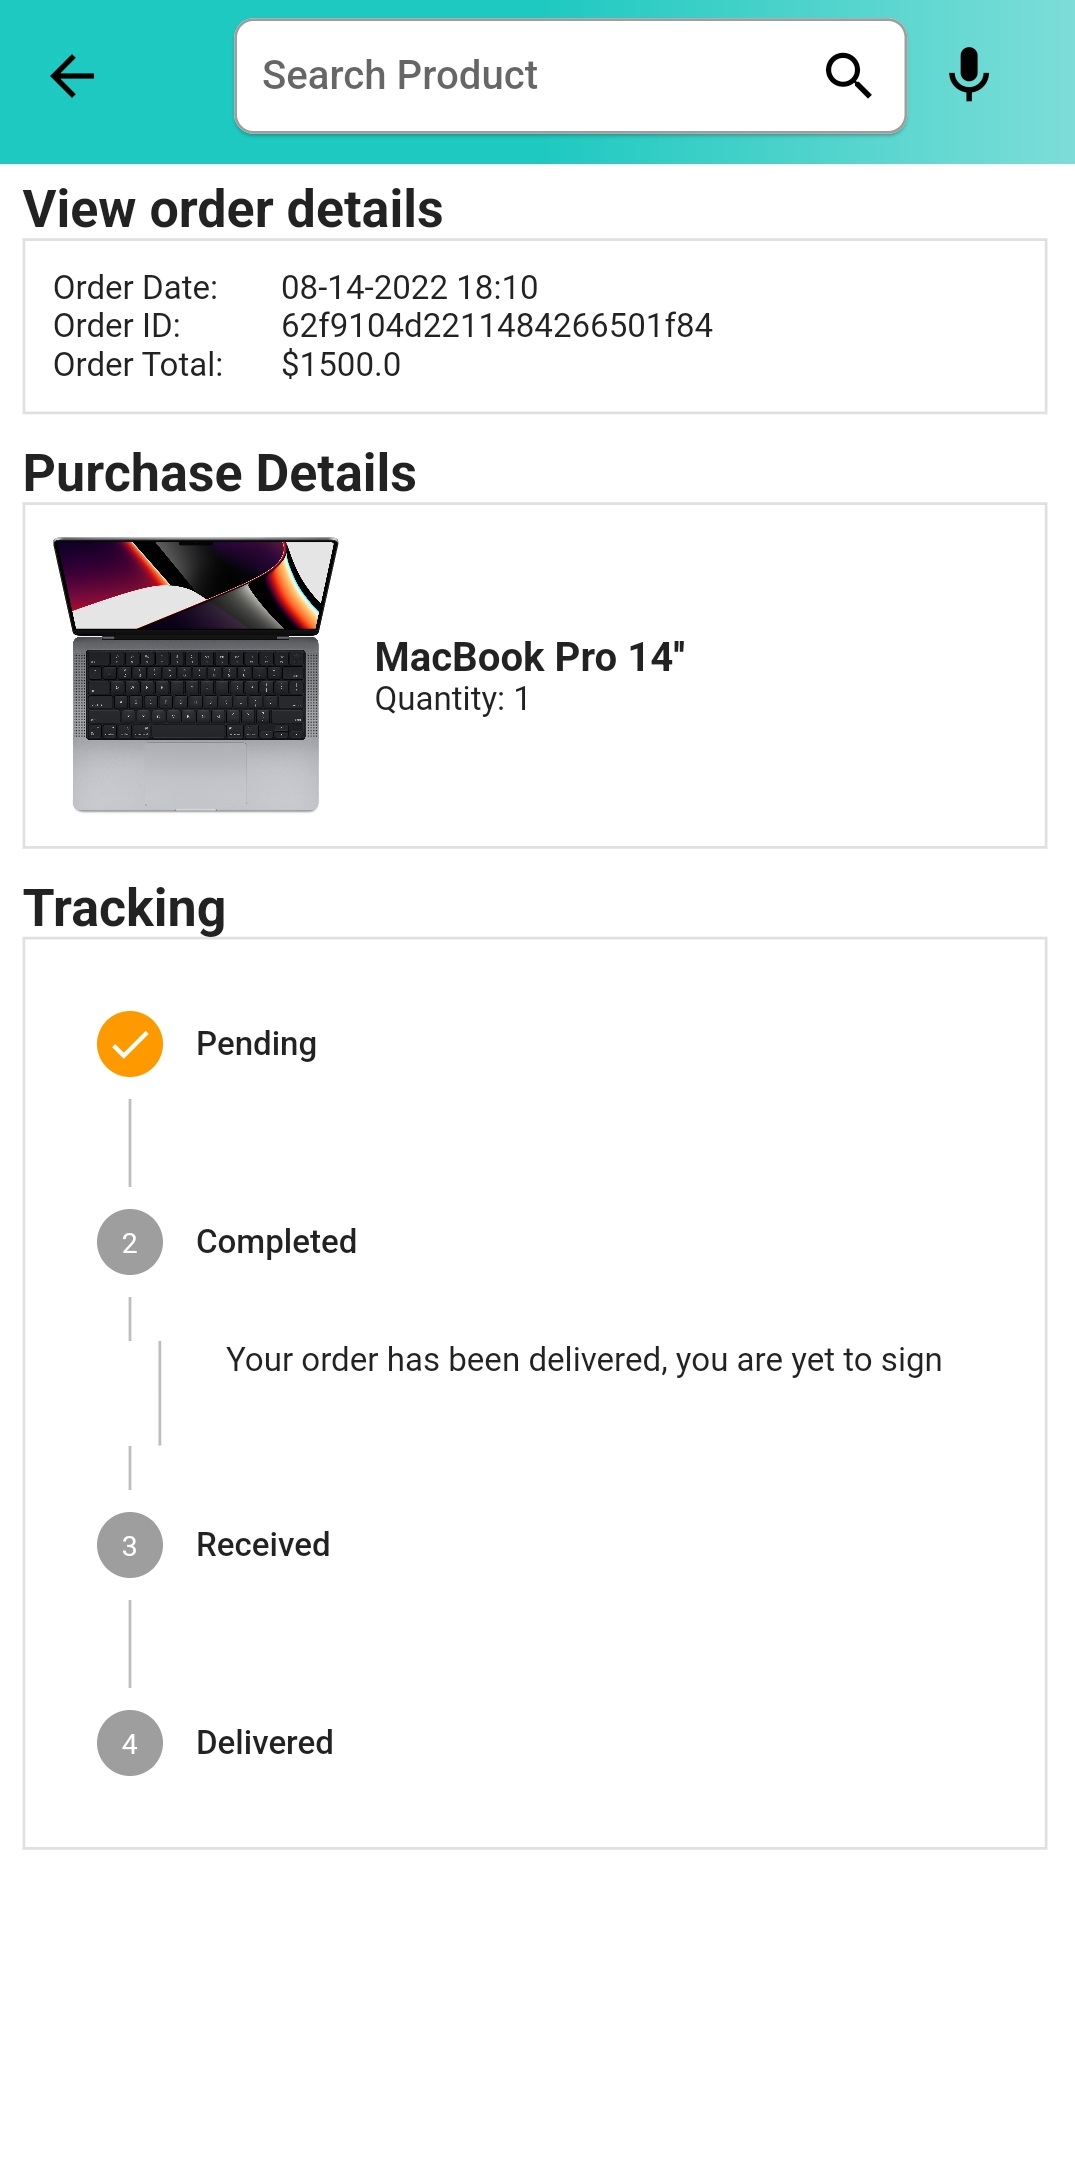 Search Product
View order details
Order Date: 08-14-2022 18:10
Order ID: 62f9104d2211484266501f84
Order Total: $1500.0
Purchase Details
MacBook Pro 14"
Quantity: 1
Tracking
Pending
2 Completed
Your order has been delivered, you are yet to sign
3 Received
4 Delivered